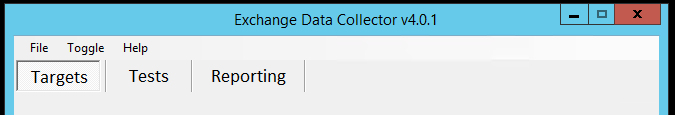 Exchange Data Collector v4.0.1
File Toggle Help
Targets Tests Reporting